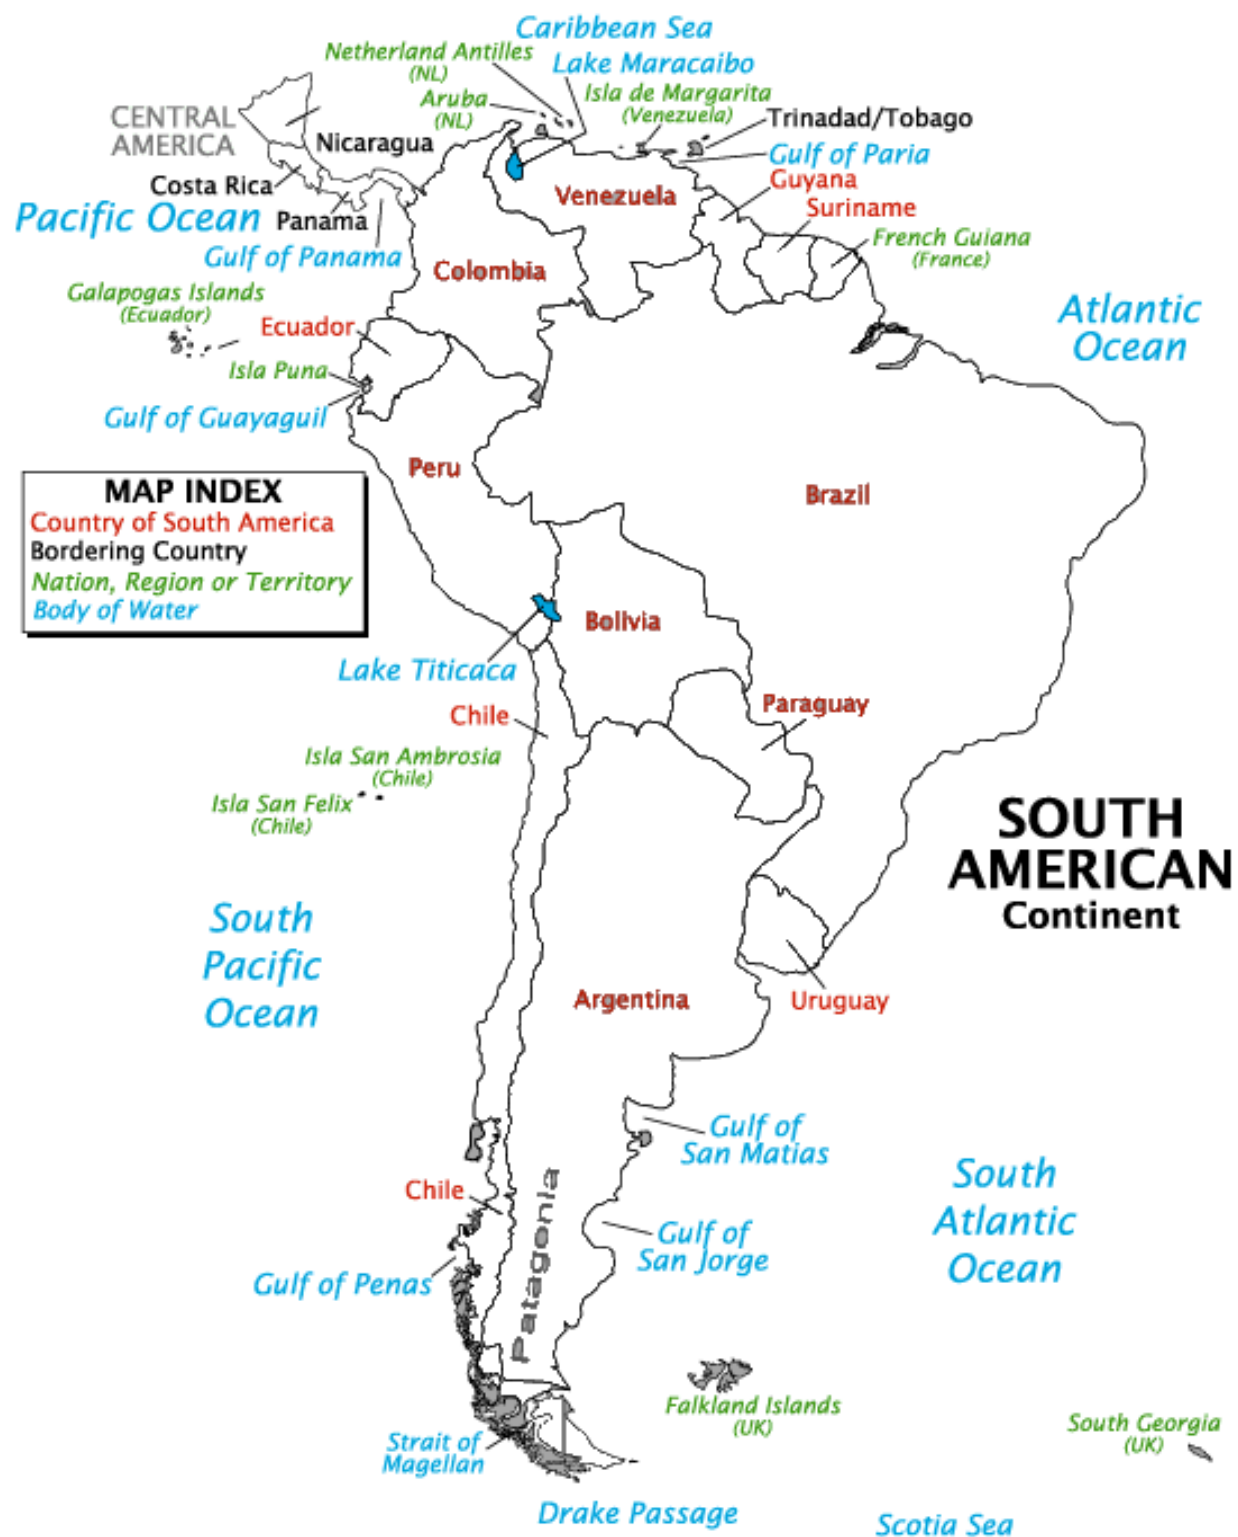 Caribbean Sea
Netherland Antilles
(NL)
Lake Maracaibo
Aruba
(NL)
Isla de Margarita
(Venezuela)
CENTRAL
AMERICA
Trinadad/Tobago
Nicaragua
Gulf of Paria
Costa Rica
Guyana
Venezuela
Pacific Ocean
Panama
Suriname
Gulf of Panama
French Guiana
(France)
Colombia
Galapogas Islands
(Ecuador)
Atlantic
Ocean
Ecuador
Isla Puna
Gulf of Guayaguil
Peru
Brazil
MAP INDEX
Country of South America
Bordering Country
Nation, Region or Territory
Body of Water
Bolivia
Lake Titicaca
Paraguay
Chile
Isla San Ambrosia
(Chile)
Isla San Felix
(Chile)
SOUTH
AMERICAN
Continent
South
Pacific
Ocean
Argentina
Uruguay
Gulf of
San Matias
South
Atlantic
Ocean
Chile
Patagonia
Gulf of
San Jorge
Gulf of Penas
Falkland Islands
(UK)
South Georgia
(UK)
Strait of
Magellan
Drake Passage
Scotia Sea